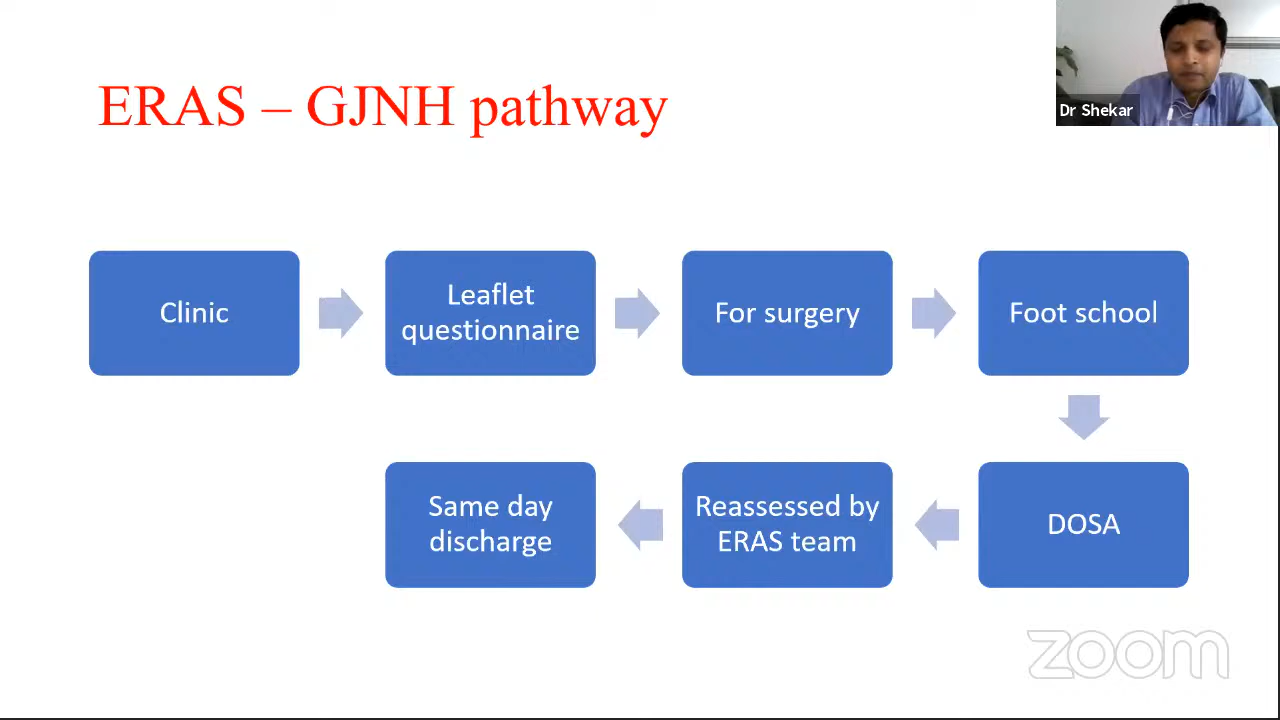 ERAS – GJNH pathway
Dr Shekar
Clinic
Leaflet
questionnaire
For surgery
Foot school
DOSA
Reassessed by
ERAS team
Same day
discharge
zoom